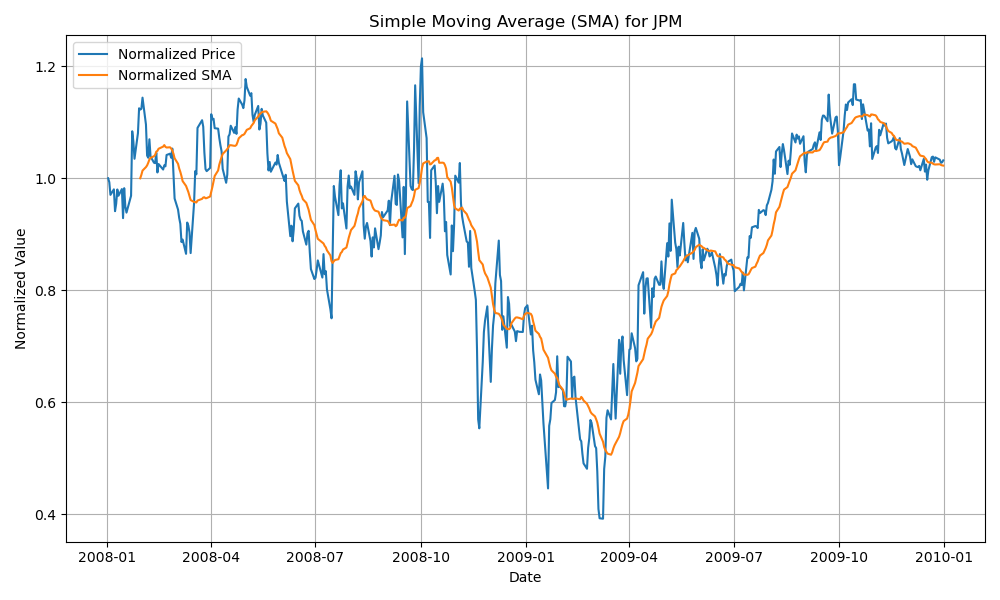 Simple Moving Average (SMA) for JPM
Normalized Price
Normalized SMA
1.2
1.0
0.8
0.6
0.4
Normalized Value
2008-01 2008-04 2008-07 2008-10 2009-01 2009-04 2009-07 2009-10 2010-01
Date